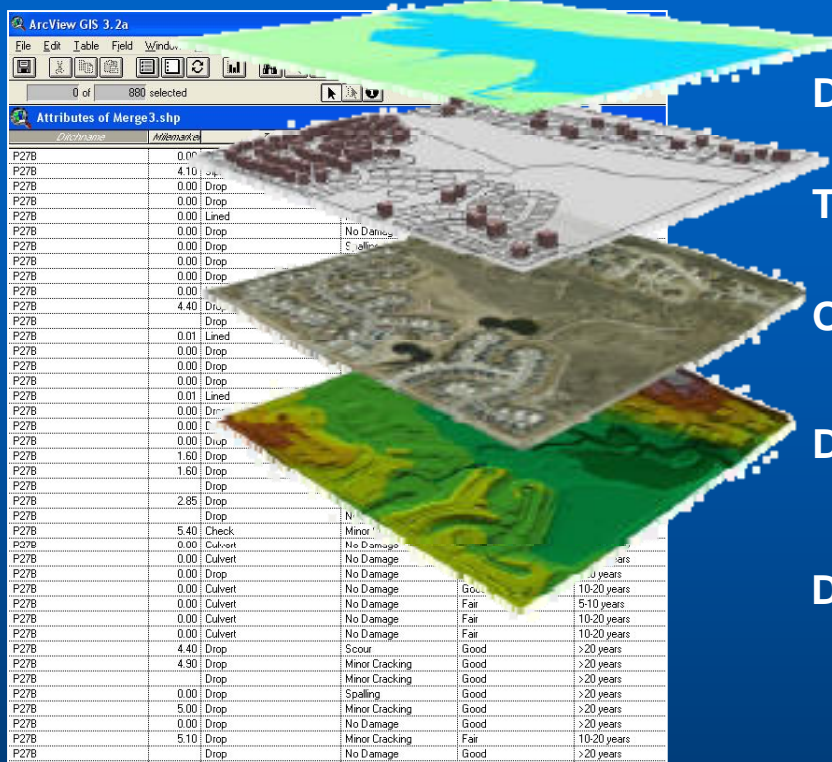 ArcView GIS 3.2a
File Edit Table Field Window
0 of 880 selected
Attributes of Merge3.shp
Ditchname Milemarker
P27B 0.00
P27B 4.10
P27B 0.00 Drop
P27B 0.00 Drop
P27B 0.00 Lined
P27B 0.00 Drop No Damag
P27B 0.00 Drop
P27B 0.00 Drop
P27B 0.00 Drop
P27B 0.00
P27B 4.40
P27B Drop
P27B 0.01 Lined
P27B 0.00 Drop
P27B 0.00 Drop
P27B 0.00 Drop
P27B 0.01 Lined
P27B 0.00
P27B 0.00
P27B 0.00 Drop
P27B 1.60 Drop
P27B 1.60 Drop
P27B Drop
P27B 2.85 Drop
P27B Drop N
P27B 5.40 Check Minor
P27B 0.00 Culvert No Damage
P27B 0.00 Culvert No Damage
P27B 0.00 Drop No Damage years
P27B 0.00 Culvert No Damage Good 10-20 years
P27B 0.00 Culvert No Damage Fair 5-10 years
P27B 0.00 Culvert No Damage Fair 10-20 years
P27B 0.00 Culvert No Damage Fair 10-20 years
P27B 4.40 Drop Scour Good >20 years
P27B 4.90 Drop Minor Cracking Good >20 years
P27B Drop Minor Cracking Good >20 years
P27B 0.00 Drop Spalling Good >20 years
P27B 5.00 Drop Minor Cracking Good >20 years
P27B 0.00 Drop No Damage Good >20 years
P27B 5.10 Drop Minor Cracking Fair 10-20 years
P27B Drop No Damage Good >20 years
D
T
D
D